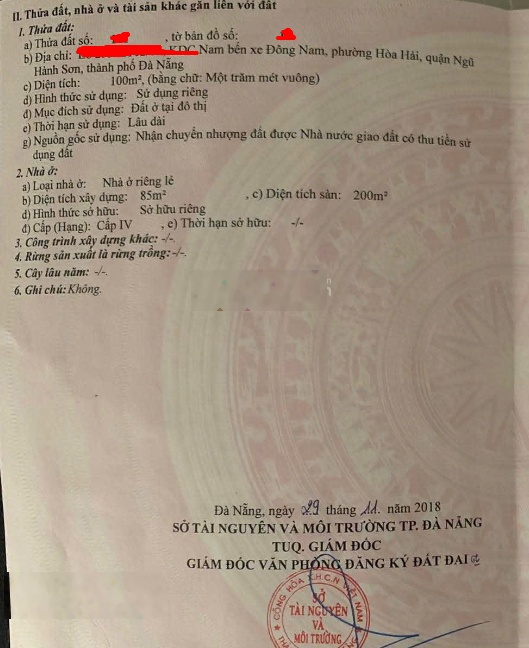 II. Thửa đất, nhà ở và tài sản khác gắn liền với đất
1. Thửa đất:
a) Thửa đất số: , tờ bản đồ số:
b) Địa chỉ: KDC Nam bến xe Đông Nam, phường Hòa Hải, quận Ngũ
Hành Sơn, thành phố Đà Nẵng
c) Diện tích: 100m², (bằng chữ: Một trăm mét vuông)
d) Hình thức sử dụng: Sử dụng riêng
đ) Mục đích sử dụng: Đất ở tại đô thị
e) Thời hạn sử dụng: Lâu dài
g) Nguồn gốc sử dụng: Nhận chuyển nhượng đất được Nhà nước giao đất có thu tiền sử
dụng đất
2. Nhà ở:
a) Loại nhà ở: Nhà ở riêng lẻ
b) Diện tích xây dựng: 85m² , c) Diện tích sàn: 200m²
d) Hình thức sở hữu: Sở hữu riêng
đ) Cấp (Hạng): Cấp IV , e) Thời hạn sở hữu: -/-
3. Công trình xây dựng khác: -/-
4. Rừng sản xuất là rừng trồng: -/-.
5. Cây lâu năm: -/-.
6. Ghi chú: Không.
Đà Nẵng, ngày 29 tháng 11. năm 2018
SỞ TÀI NGUYÊN VÀ MÔI TRƯỜNG TP. ĐÀ NẴNG
TUQ. GIÁM ĐỐC
GIÁM ĐỐC VĂN PHÒNG ĐĂNG KÝ ĐẤT ĐAI
CỘNG HÒA X.H.C.N VIỆT NAM
SỞ
TÀI NGUYÊN
VÀ
MÔI TRƯỜNG